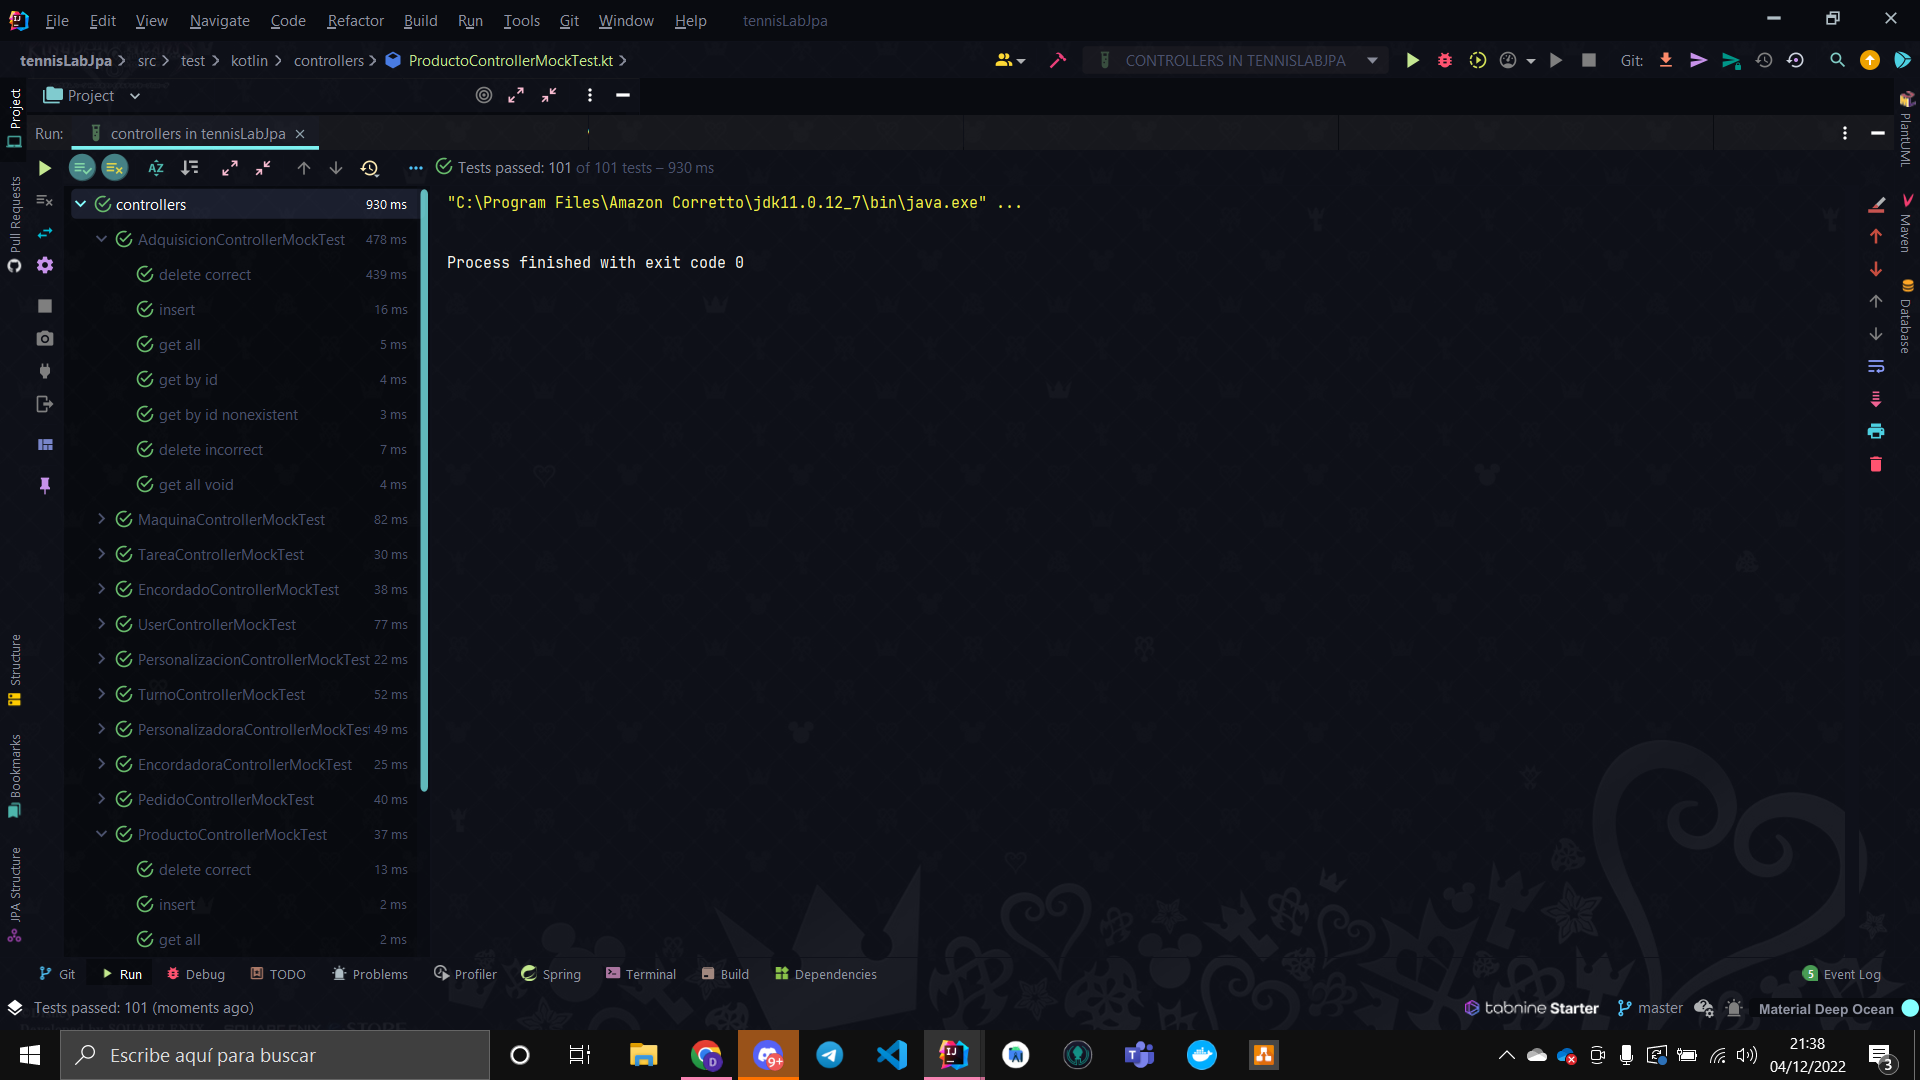 File Edit View Navigate Code Refactor Build Run Tools Git Window Help tennisLabJpa
tennisLabJpa src test kotlin controllers ProductoControllerMockTest.kt CONTROLLERS IN TENNISLABJPA Git:
Project
Run: controllers in tennisLabJpa
Tests passed: 101 of 101 tests – 930 ms
controllers 930 ms
AdquisicionControllerMockTest 478 ms
delete correct 439 ms
insert 16 ms
get all 5 ms
get by id 4 ms
get by id nonexistent 3 ms
delete incorrect 7 ms
get all void 4 ms
MaquinaControllerMockTest 82 ms
TareaControllerMockTest 30 ms
EncordadoControllerMockTest 38 ms
UserControllerMockTest 77 ms
PersonalizacionControllerMockTest 22 ms
TurnoControllerMockTest 52 ms
PersonalizadoraControllerMockTes 49 ms
EncordadoraControllerMockTest 25 ms
PedidoControllerMockTest 40 ms
ProductoControllerMockTest 37 ms
delete correct 13 ms
insert 2 ms
get all 2 ms
"C:\Program Files\Amazon Corretto\jdk11.0.12_7\bin\java.exe" ...
Process finished with exit code 0
Project
Pull Requests
Structure
Bookmarks
JPA Structure
PlantUML
Maven
Database
Git Run Debug TODO Problems Profiler Spring Terminal Build Dependencies 5 Event Log
Tests passed: 101 (moments ago) tabnine Starter master Material Deep Ocean
Escribe aquí para buscar
D
9+
21:38
04/12/2022
3